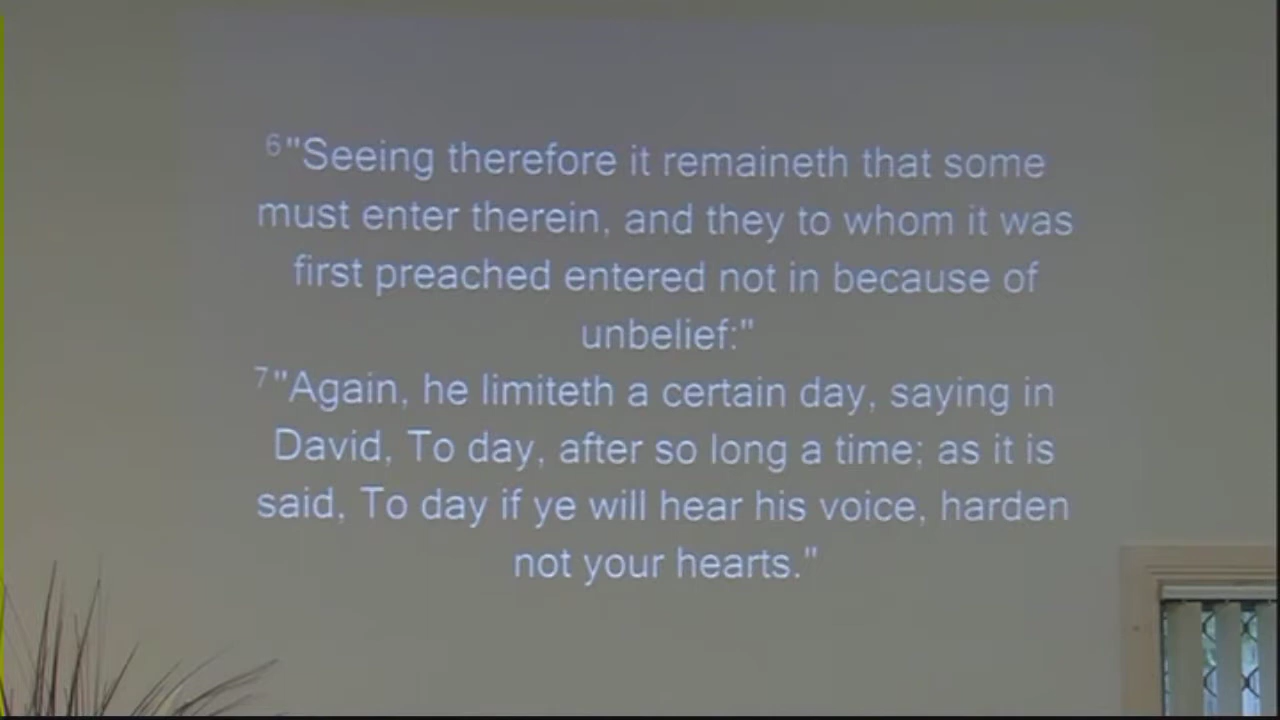 6"Seeing therefore it remaineth that some
must enter therein, and they to whom it was
first preached entered not in because of
unbelief:"
7"Again, he limiteth a certain day, saying in
David, To day, after so long a time; as it is
said, To day if ye will hear his voice, harden
not your hearts."